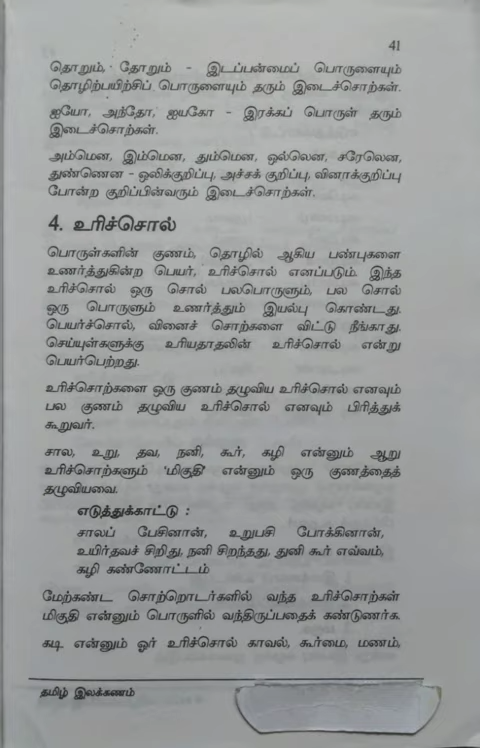 41
தொறும், தோறும் - இடப்பன்மைப் பொருளையும்
தொழிற்பயிற்சிப் பொருளையும் தரும் இடைச்சொற்கள்.
ஐயோ, அந்தோ, ஐயகோ - இரக்கப் பொருள் தரும்
இடைச்சொற்கள்.
அம்மென, இம்மென, தும்மென, ஒல்லென, சரேலென,
துண்ணென - ஒலிக்குறிப்பு, அச்சக் குறிப்பு, வினாக்குறிப்பு
போன்ற குறிப்பின்வரும் இடைச்சொற்கள்.
4. உரிச்சொல்
பொருள்களின் குணம், தொழில் ஆகிய பண்புகளை
உணர்த்துகின்ற பெயர், உரிச்சொல் எனப்படும். இந்த
உரிச்சொல் ஒரு சொல் பலபொருளும், பல சொல்
ஒரு பொருளும் உணர்த்தும் இயல்பு கொண்டது.
பெயர்ச்சொல், வினைச் சொற்களை விட்டு நீங்காது.
செய்யுள்களுக்கு உரியதாதலின் உரிச்சொல் என்று
பெயர்பெற்றது.
உரிச்சொற்களை ஒரு குணம் தழுவிய உரிச்சொல் எனவும்
பல குணம் தழுவிய உரிச்சொல் எனவும் பிரித்துக்
கூறுவர்.
சால, உறு, தவ, நனி, கூர், கழி என்னும் ஆறு
உரிச்சொற்களும் 'மிகுதி' என்னும் ஒரு குணத்தைத்
தழுவியவை.
எடுத்துக்காட்டு :
சாலப் பேசினான், உறுபசி போக்கினான்,
உயிர்தவச் சிறிது, நனி சிறந்தது, துனி கூர் எவ்வம்,
கழி கண்ணோட்டம்
மேற்கண்ட சொற்றொடர்களில் வந்த உரிச்சொற்கள்
மிகுதி என்னும் பொருளில் வந்திருப்பதைக் கண்டுணர்க.
கடி என்னும் ஓர் உரிச்சொல் காவல், கூர்மை, மணம்,
தமிழ் இலக்கணம்